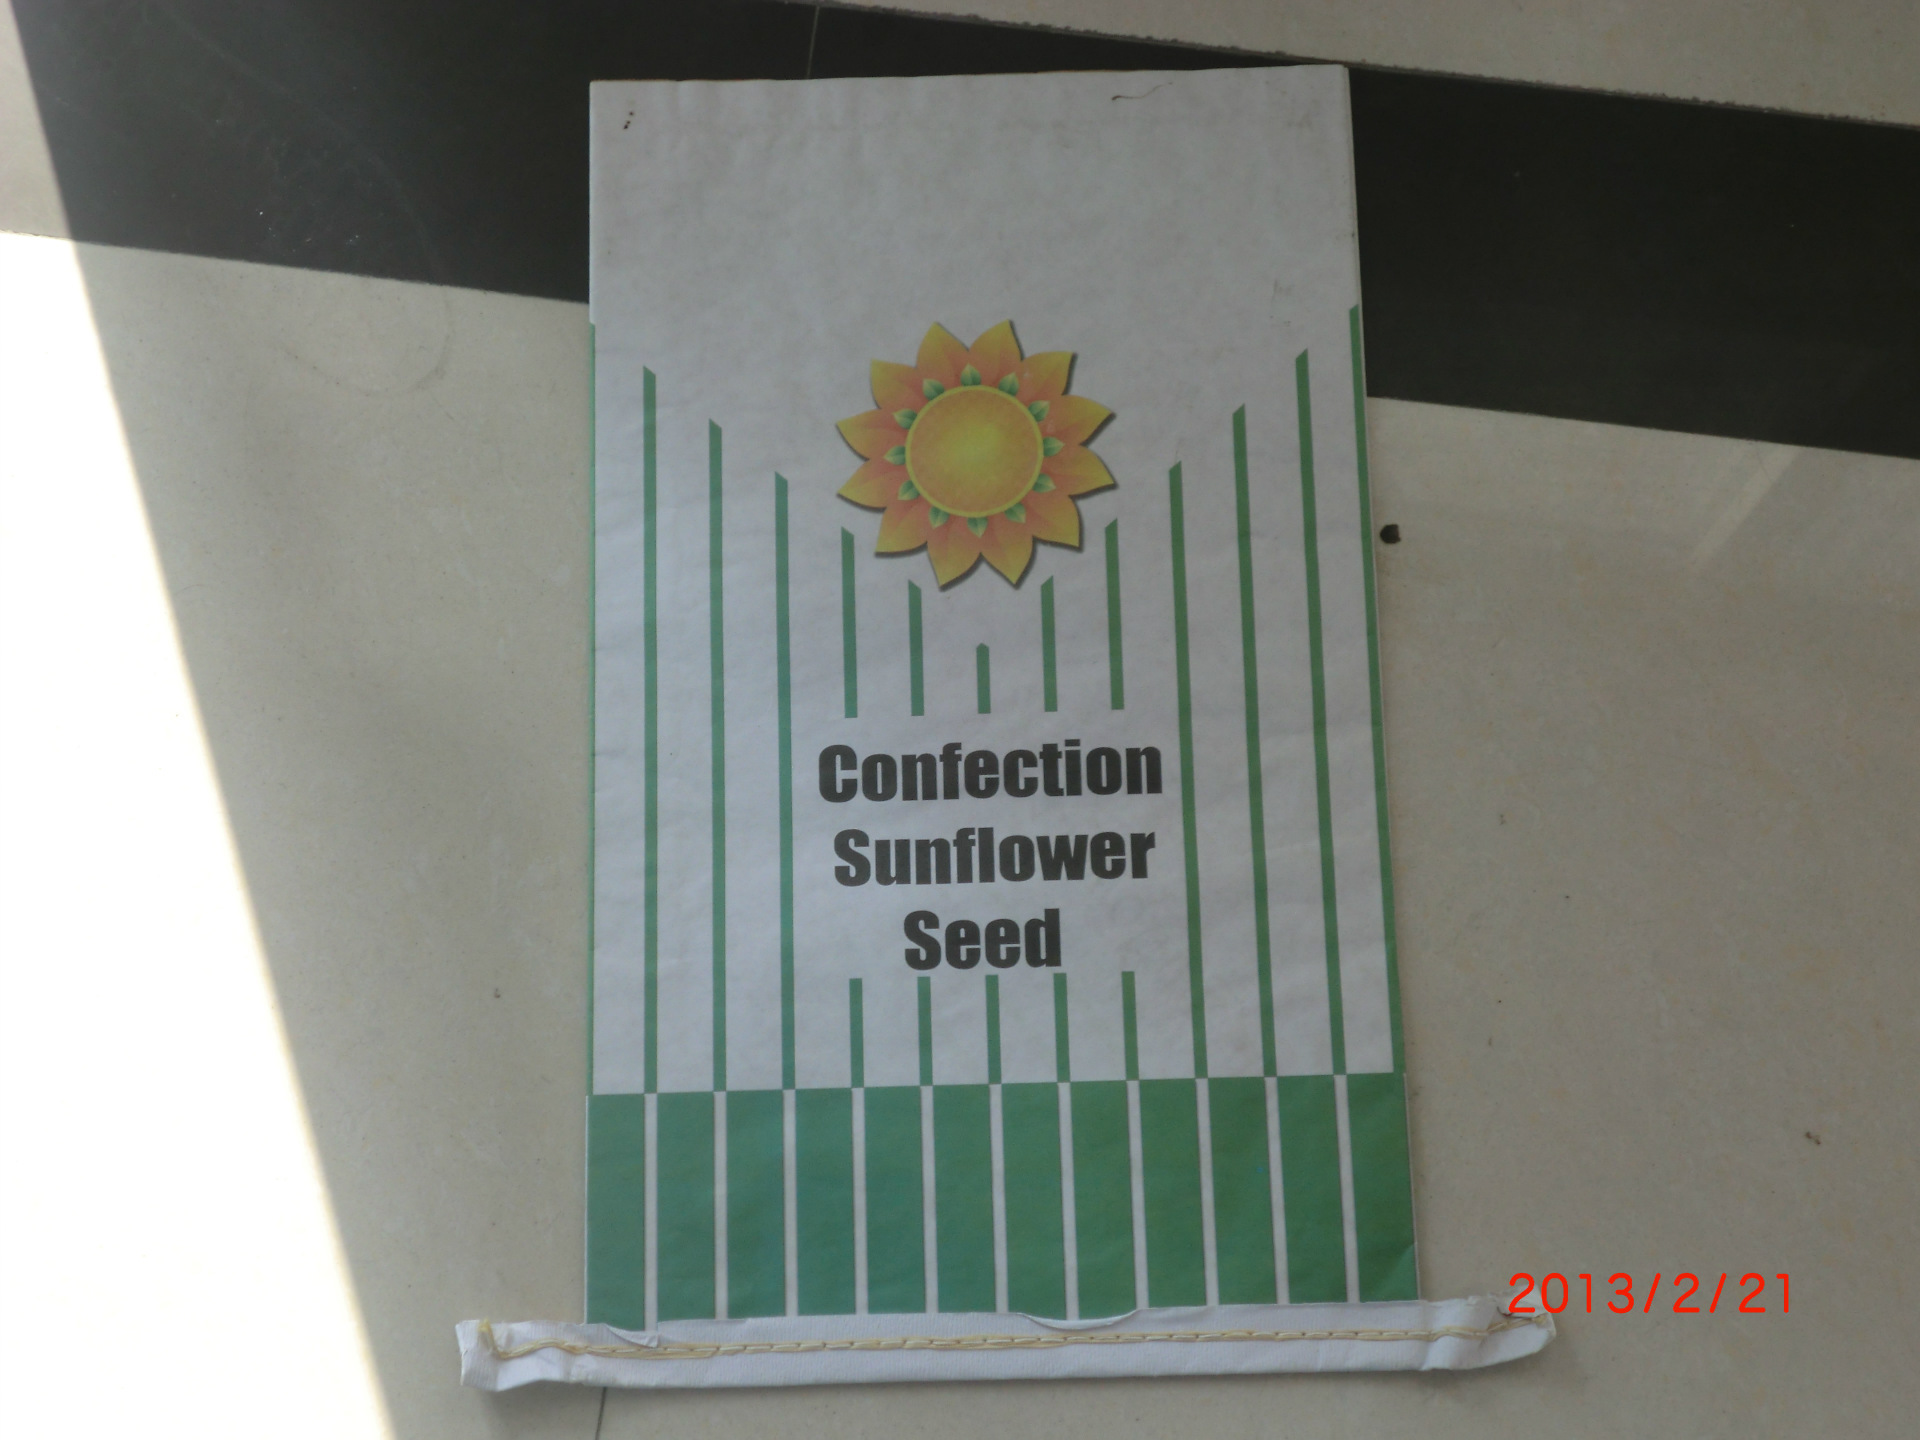 Confection
Sunflower
Seed
2013/2/21